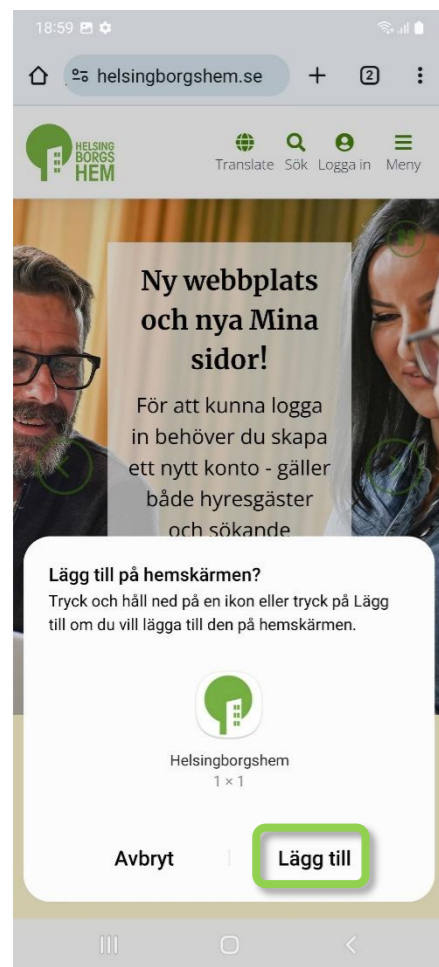 18:59
helsingborgshem.se
2
HELSING
BORGS
HEM
Translate Sök Logga in Meny
Ny webbplats
och nya Mina
sidor!
För att kunna logga
in behöver du skapa
ett nytt konto - gäller
både hyresgäster
och sökande
Lägg till på hemskärmen?
Tryck och håll ned på en ikon eller tryck på Lägg
till om du vill lägga till den på hemskärmen.
Helsingborgshem
1 × 1
Avbryt Lägg till